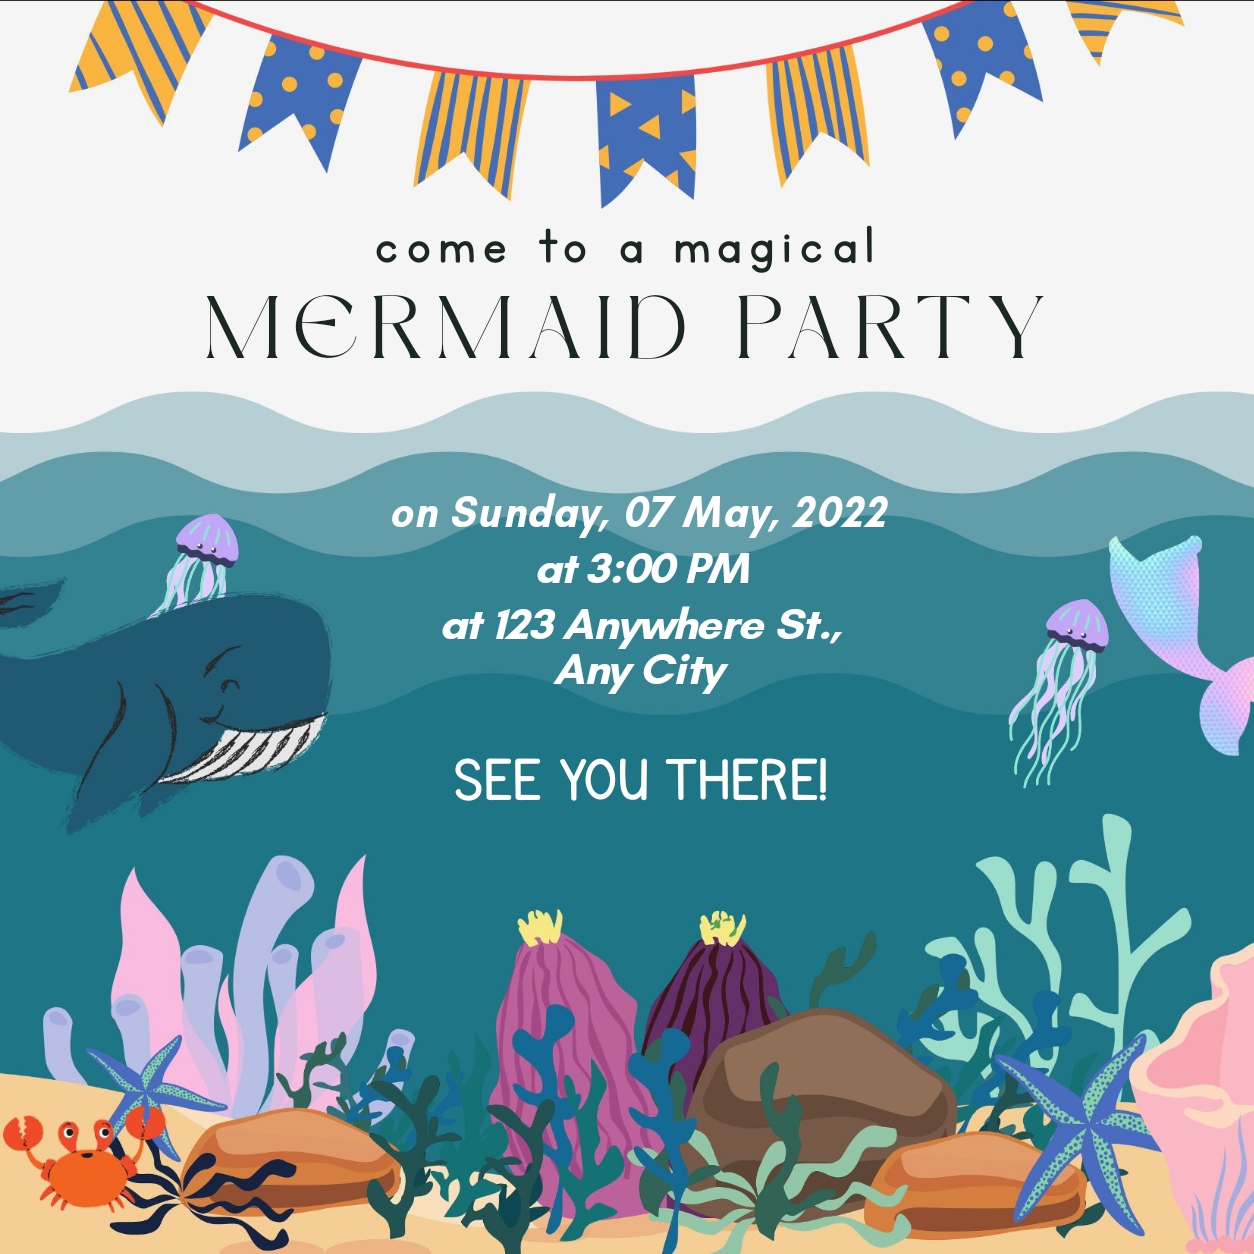 come to a magical
MERMAID PARTY
on Sunday, 07 May, 2022
at 3:00 PM
at 123 Anywhere St.,
Any City
SEE YOU THERE!